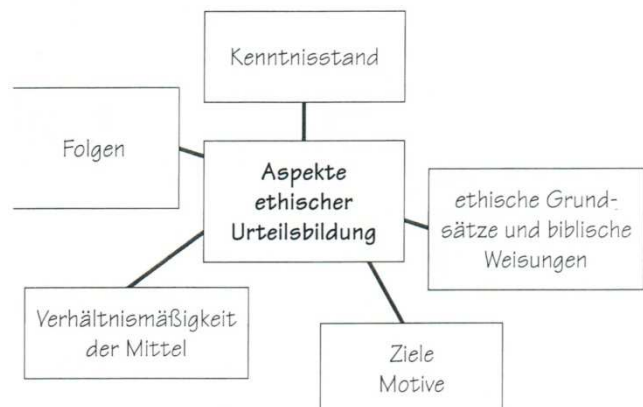 Kenntnisstand
Folgen
Aspekte
ethischer
Urteilsbildung
ethische Grund-
sätze und biblische
Weisungen
Verhältnismäßigkeit
der Mittel
Ziele
Motive